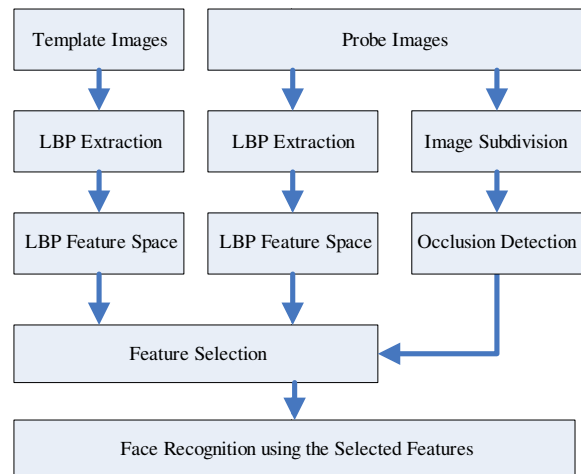 Template Images
Probe Images
LBP Extraction
LBP Extraction
Image Subdivision
LBP Feature Space
LBP Feature Space
Occlusion Detection
Feature Selection
Face Recognition using the Selected Features